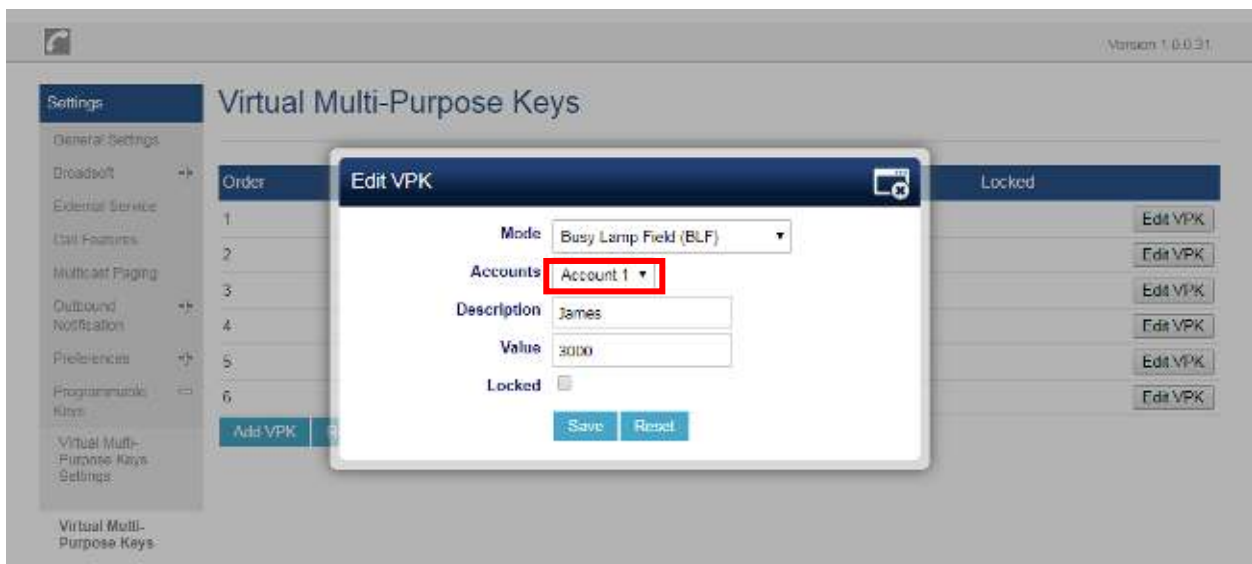 Version 1.0.0.31
Settings
Virtual Multi-Purpose Keys
General Settings
Broadsoft
External Service
Call Features
Multicast Paging
Outbound
Notification
Preferences
Programmable
Keys
Virtual Multi-
Purpose Keys
Settings
Virtual Multi-
Purpose Keys
Order
Locked
1
Edit VPK
2
Edit VPK
3
Edit VPK
4
Edit VPK
5
Edit VPK
6
Edit VPK
Add VPK
Edit VPK
Mode
Busy Lamp Field (BLF)
Accounts
Account 1
Description
James
Value
3000
Locked
Save
Reset